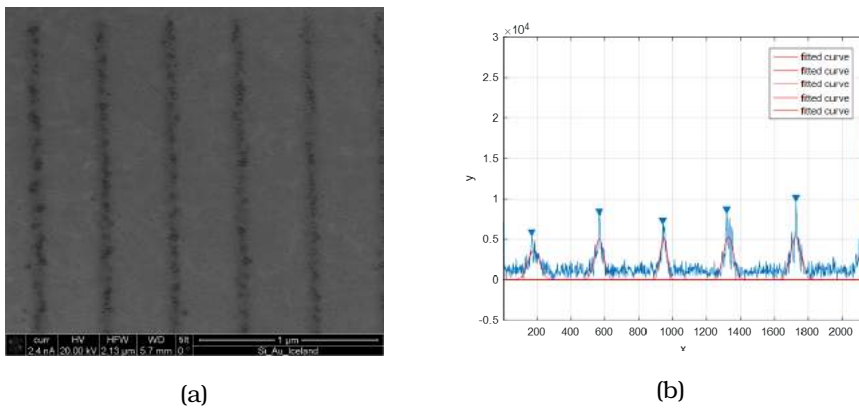 curr HV HFW WD tilt 1 μm
2.4 nA 20.00 kV 2.13 μm 5.7 mm 0 ° Si_Au_Iceland
(a)
×10⁴
3
2.5
2
1.5
1
0.5
0
-0.5
y
200 400 600 800 1000 1200 1400 1600 1800 2000
x
fitted curve
fitted curve
fitted curve
fitted curve
fitted curve
(b)